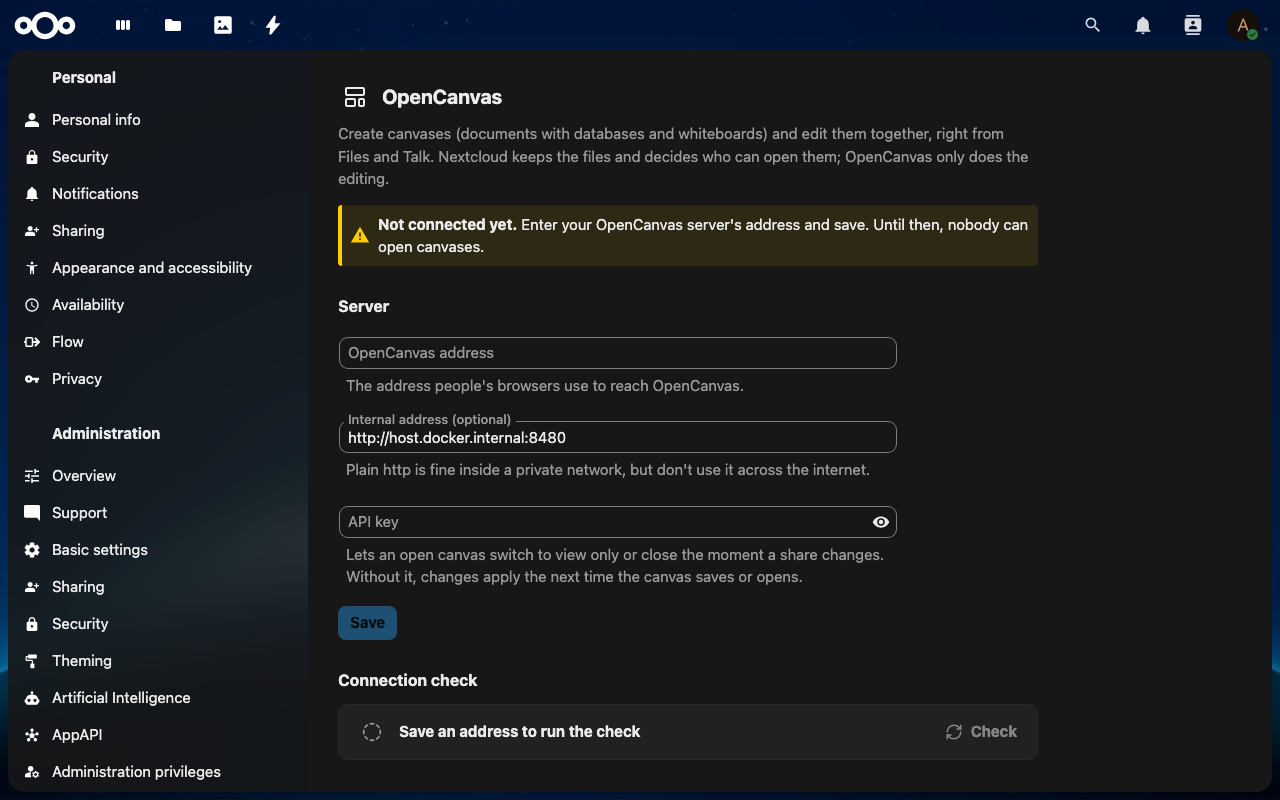 A
Personal
Personal info
Security
Notifications
Sharing
Appearance and accessibility
Availability
Flow
Privacy
Administration
Overview
Support
Basic settings
Sharing
Security
Theming
Artificial Intelligence
AppAPI
Administration privileges
OpenCanvas
Create canvases (documents with databases and whiteboards) and edit them together, right from
Files and Talk. Nextcloud keeps the files and decides who can open them; OpenCanvas only does the
editing.
Not connected yet. Enter your OpenCanvas server's address and save. Until then, nobody can
open canvases.
Server
OpenCanvas address
The address people's browsers use to reach OpenCanvas.
Internal address (optional)
http://host.docker.internal:8480
Plain http is fine inside a private network, but don't use it across the internet.
API key
Lets an open canvas switch to view only or close the moment a share changes.
Without it, changes apply the next time the canvas saves or opens.
Save
Connection check
Save an address to run the check
Check